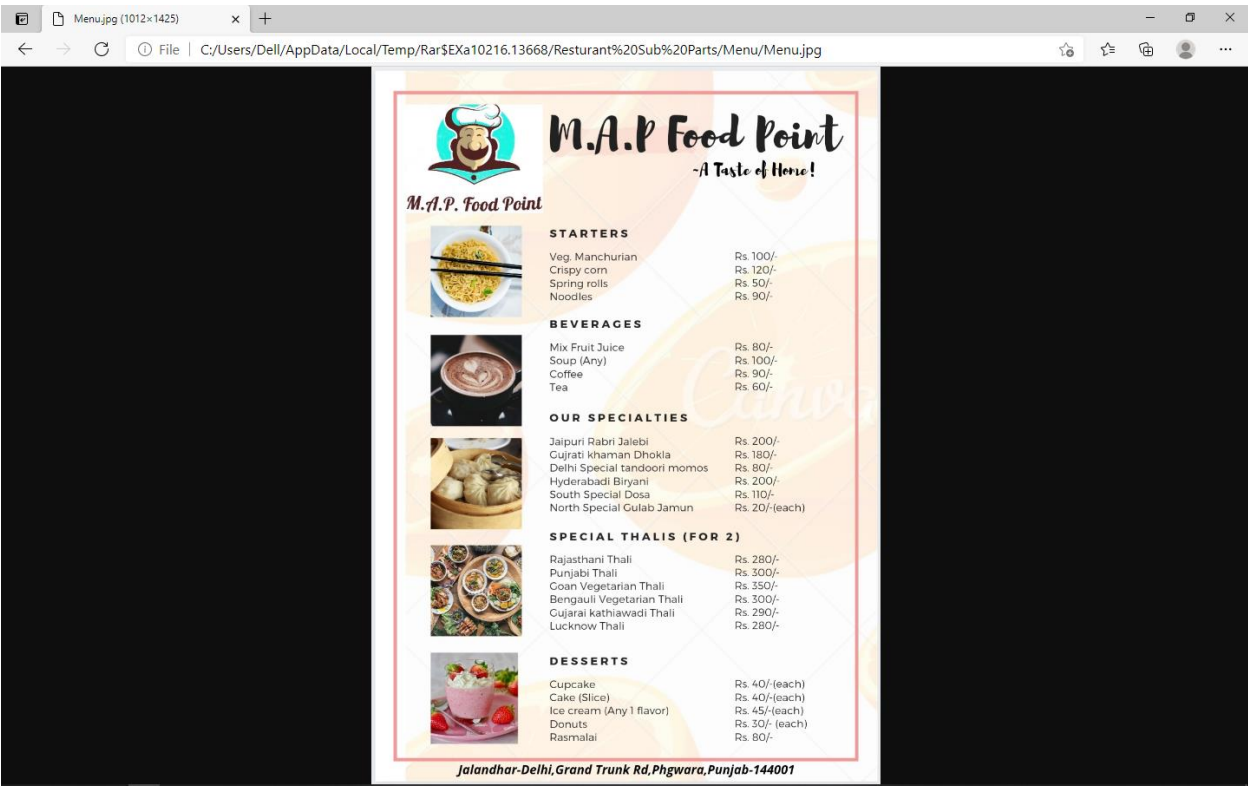 Menu.jpg (1012×1425)
File | C:/Users/Dell/AppData/Local/Temp/Rar$EXa10216.13668/Resturant%20Sub%20Parts/Menu/Menu.jpg
M.A.P Food Point
-A Taste of Home!
M.A.P. Food Point
STARTERS
Veg. Manchurian Rs. 100/-
Crispy corn Rs. 120/-
Spring rolls Rs. 50/-
Noodles Rs. 90/-
BEVERAGES
Mix Fruit Juice Rs. 80/-
Soup (Any) Rs. 100/-
Coffee Rs. 90/-
Tea Rs. 60/-
Canva
OUR SPECIALTIES
Jaipuri Rabri Jalebi Rs. 200/-
Gujrati khaman Dhokla Rs. 180/-
Delhi Special tandoori momos Rs. 80/-
Hyderabadi Biryani Rs. 200/-
South Special Dosa Rs. 110/-
North Special Gulab Jamun Rs. 20/-(each)
SPECIAL THALIS (FOR 2)
Rajasthani Thali Rs. 280/-
Punjabi Thali Rs. 300/-
Goan Vegetarian Thali Rs. 350/-
Bengauli Vegetarian Thali Rs. 300/-
Gujarai kathiawadi Thali Rs. 290/-
Lucknow Thali Rs. 280/-
DESSERTS
Cupcake Rs. 40/-(each)
Cake (Slice) Rs. 40/-(each)
Ice cream (Any 1 flavor) Rs. 45/-(each)
Donuts Rs. 30/- (each)
Rasmalai Rs. 80/-
Jalandhar-Delhi,Grand Trunk Rd,Phgwara,Punjab-144001